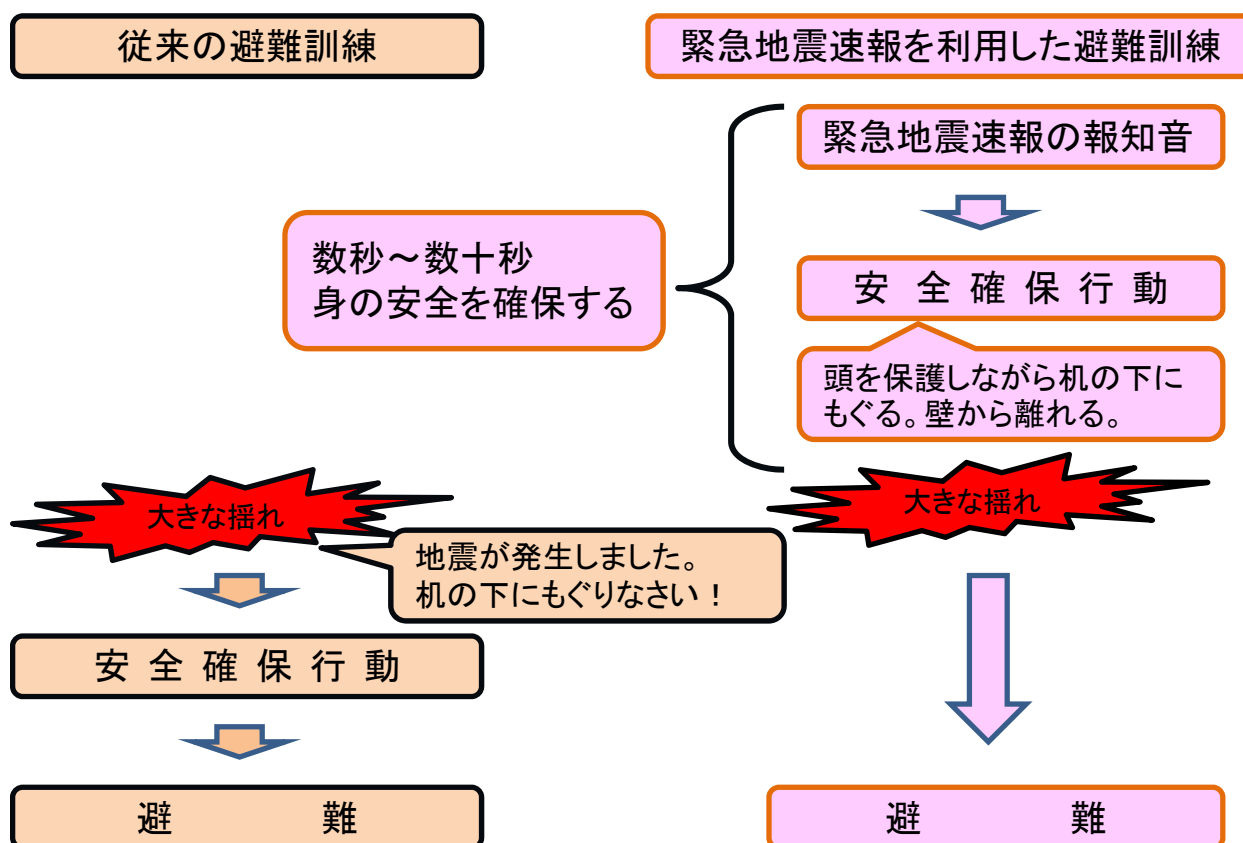 従来の避難訓練
緊急地震速報を利用した避難訓練
緊急地震速報の報知音
数秒～数十秒
身の安全を確保する
安全確保行動
頭を保護しながら机の下に
もぐる。壁から離れる。
大きな揺れ
大きな揺れ
地震が発生しました。
机の下にもぐりなさい！
安全確保行動
避難
避難